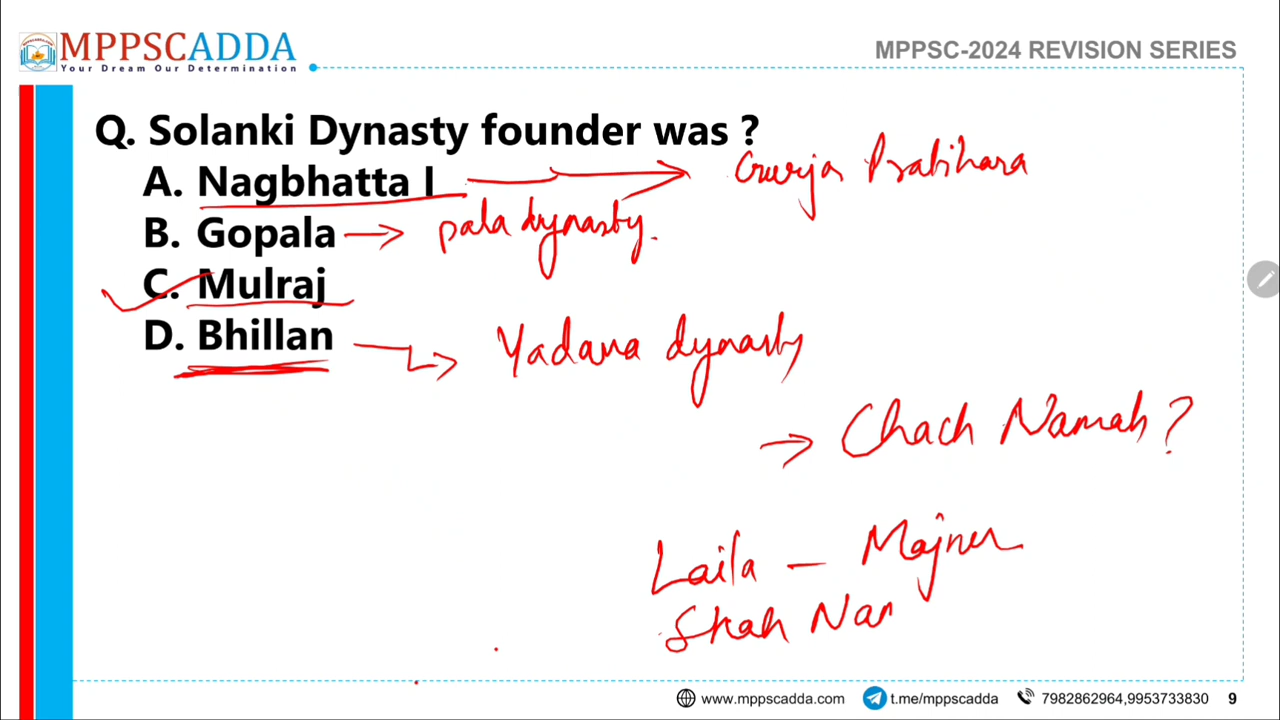 MPPSCADDA
Your Dream Our Determination
MPPSC-2024 REVISION SERIES
Q. Solanki Dynasty founder was ?
A. Nagbhatta I → Gurjar Pratihara
B. Gopala → pala dynasty.
C. Mulraj
D. Bhillan → Yadava dynasty
→ Chach Namah?
Laila - Majnu
Shah Nam
www.mppscadda.com t.me/mppscadda 7982862964,9953733830 9